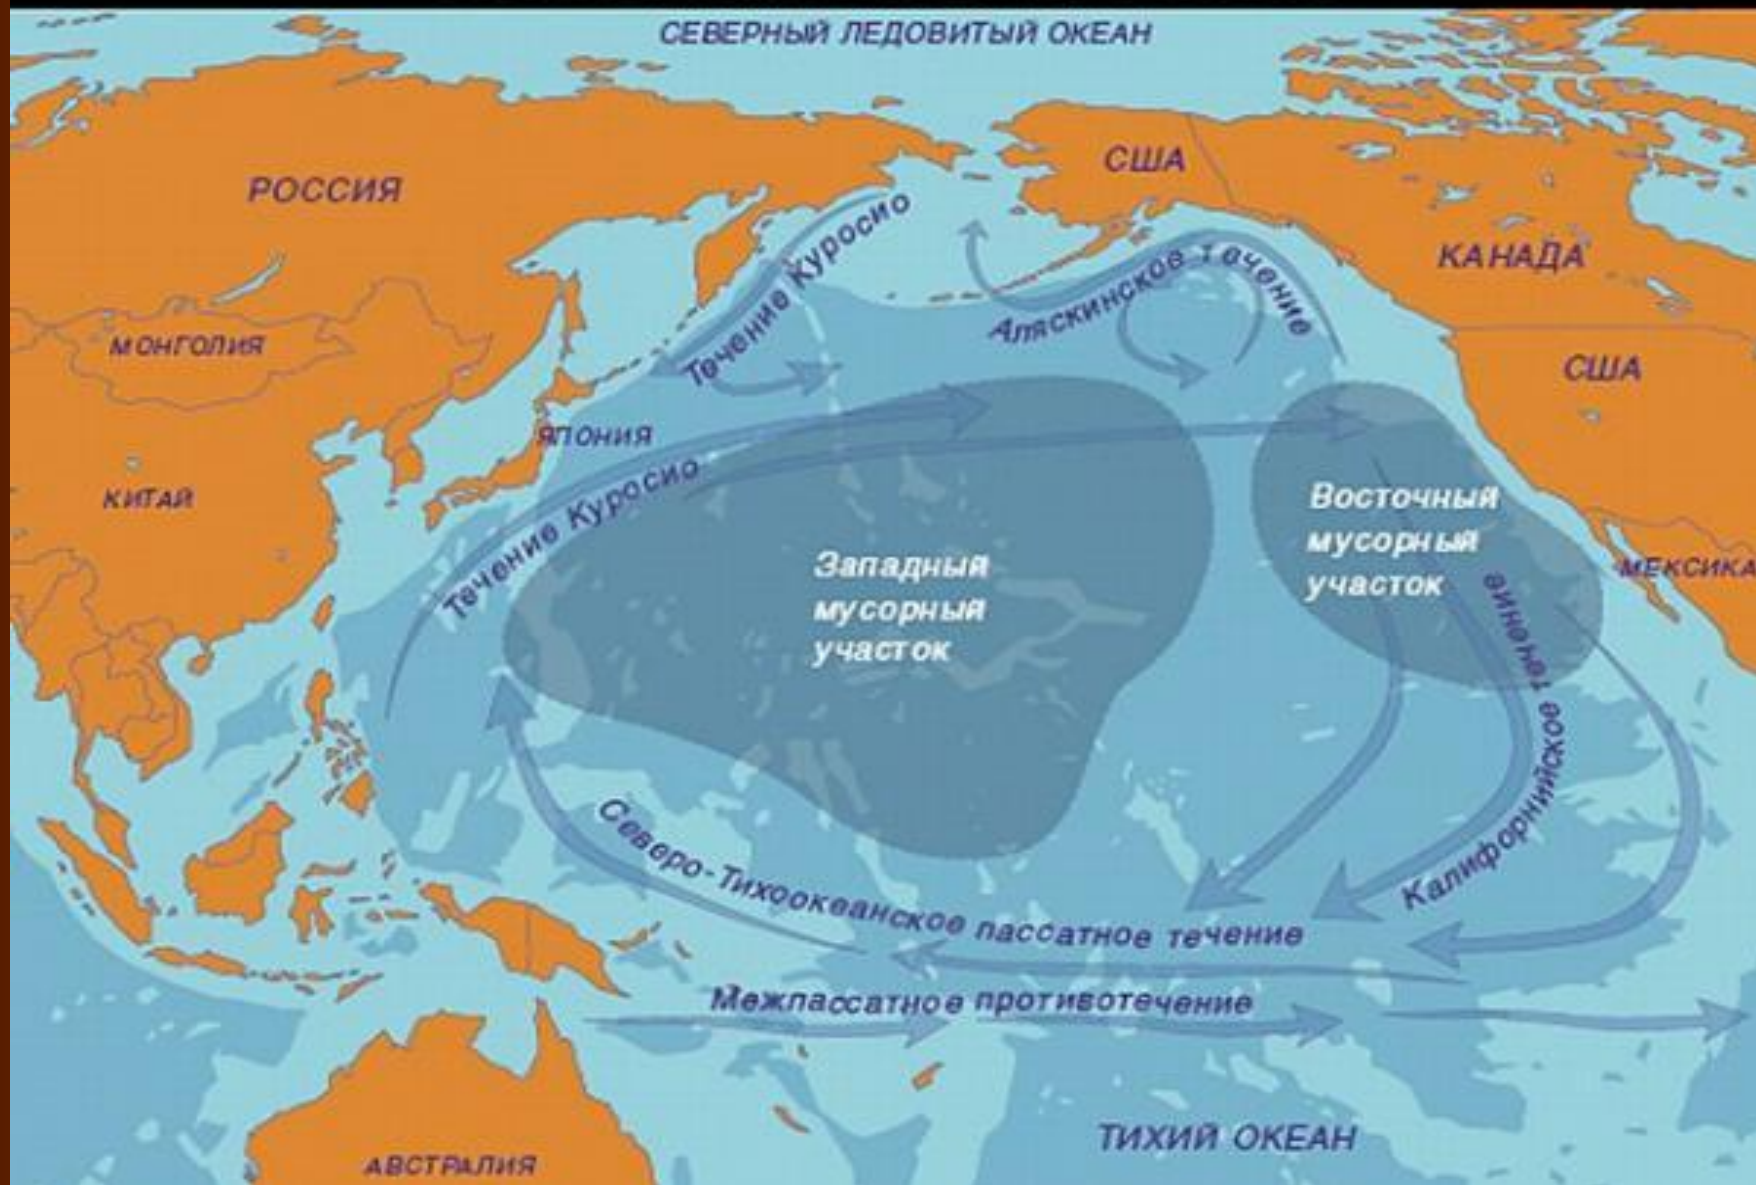 СЕВЕРНЫЙ ЛЕДОВИТЫЙ ОКЕАН
РОССИЯ
США
КАНАДА
Течение Куросио
Аляскинское течение
МОНГОЛИЯ
США
ЯПОНИЯ
КИТАЙ
Течение Куросио
Западный
мусорный
участок
Восточный
мусорный
участок
МЕКСИКА
Калифорнийское течение
Северо-Тихоокеанское пассатное течение
Межпассатное противотечение
ТИХИЙ ОКЕАН
АВСТРАЛИЯ